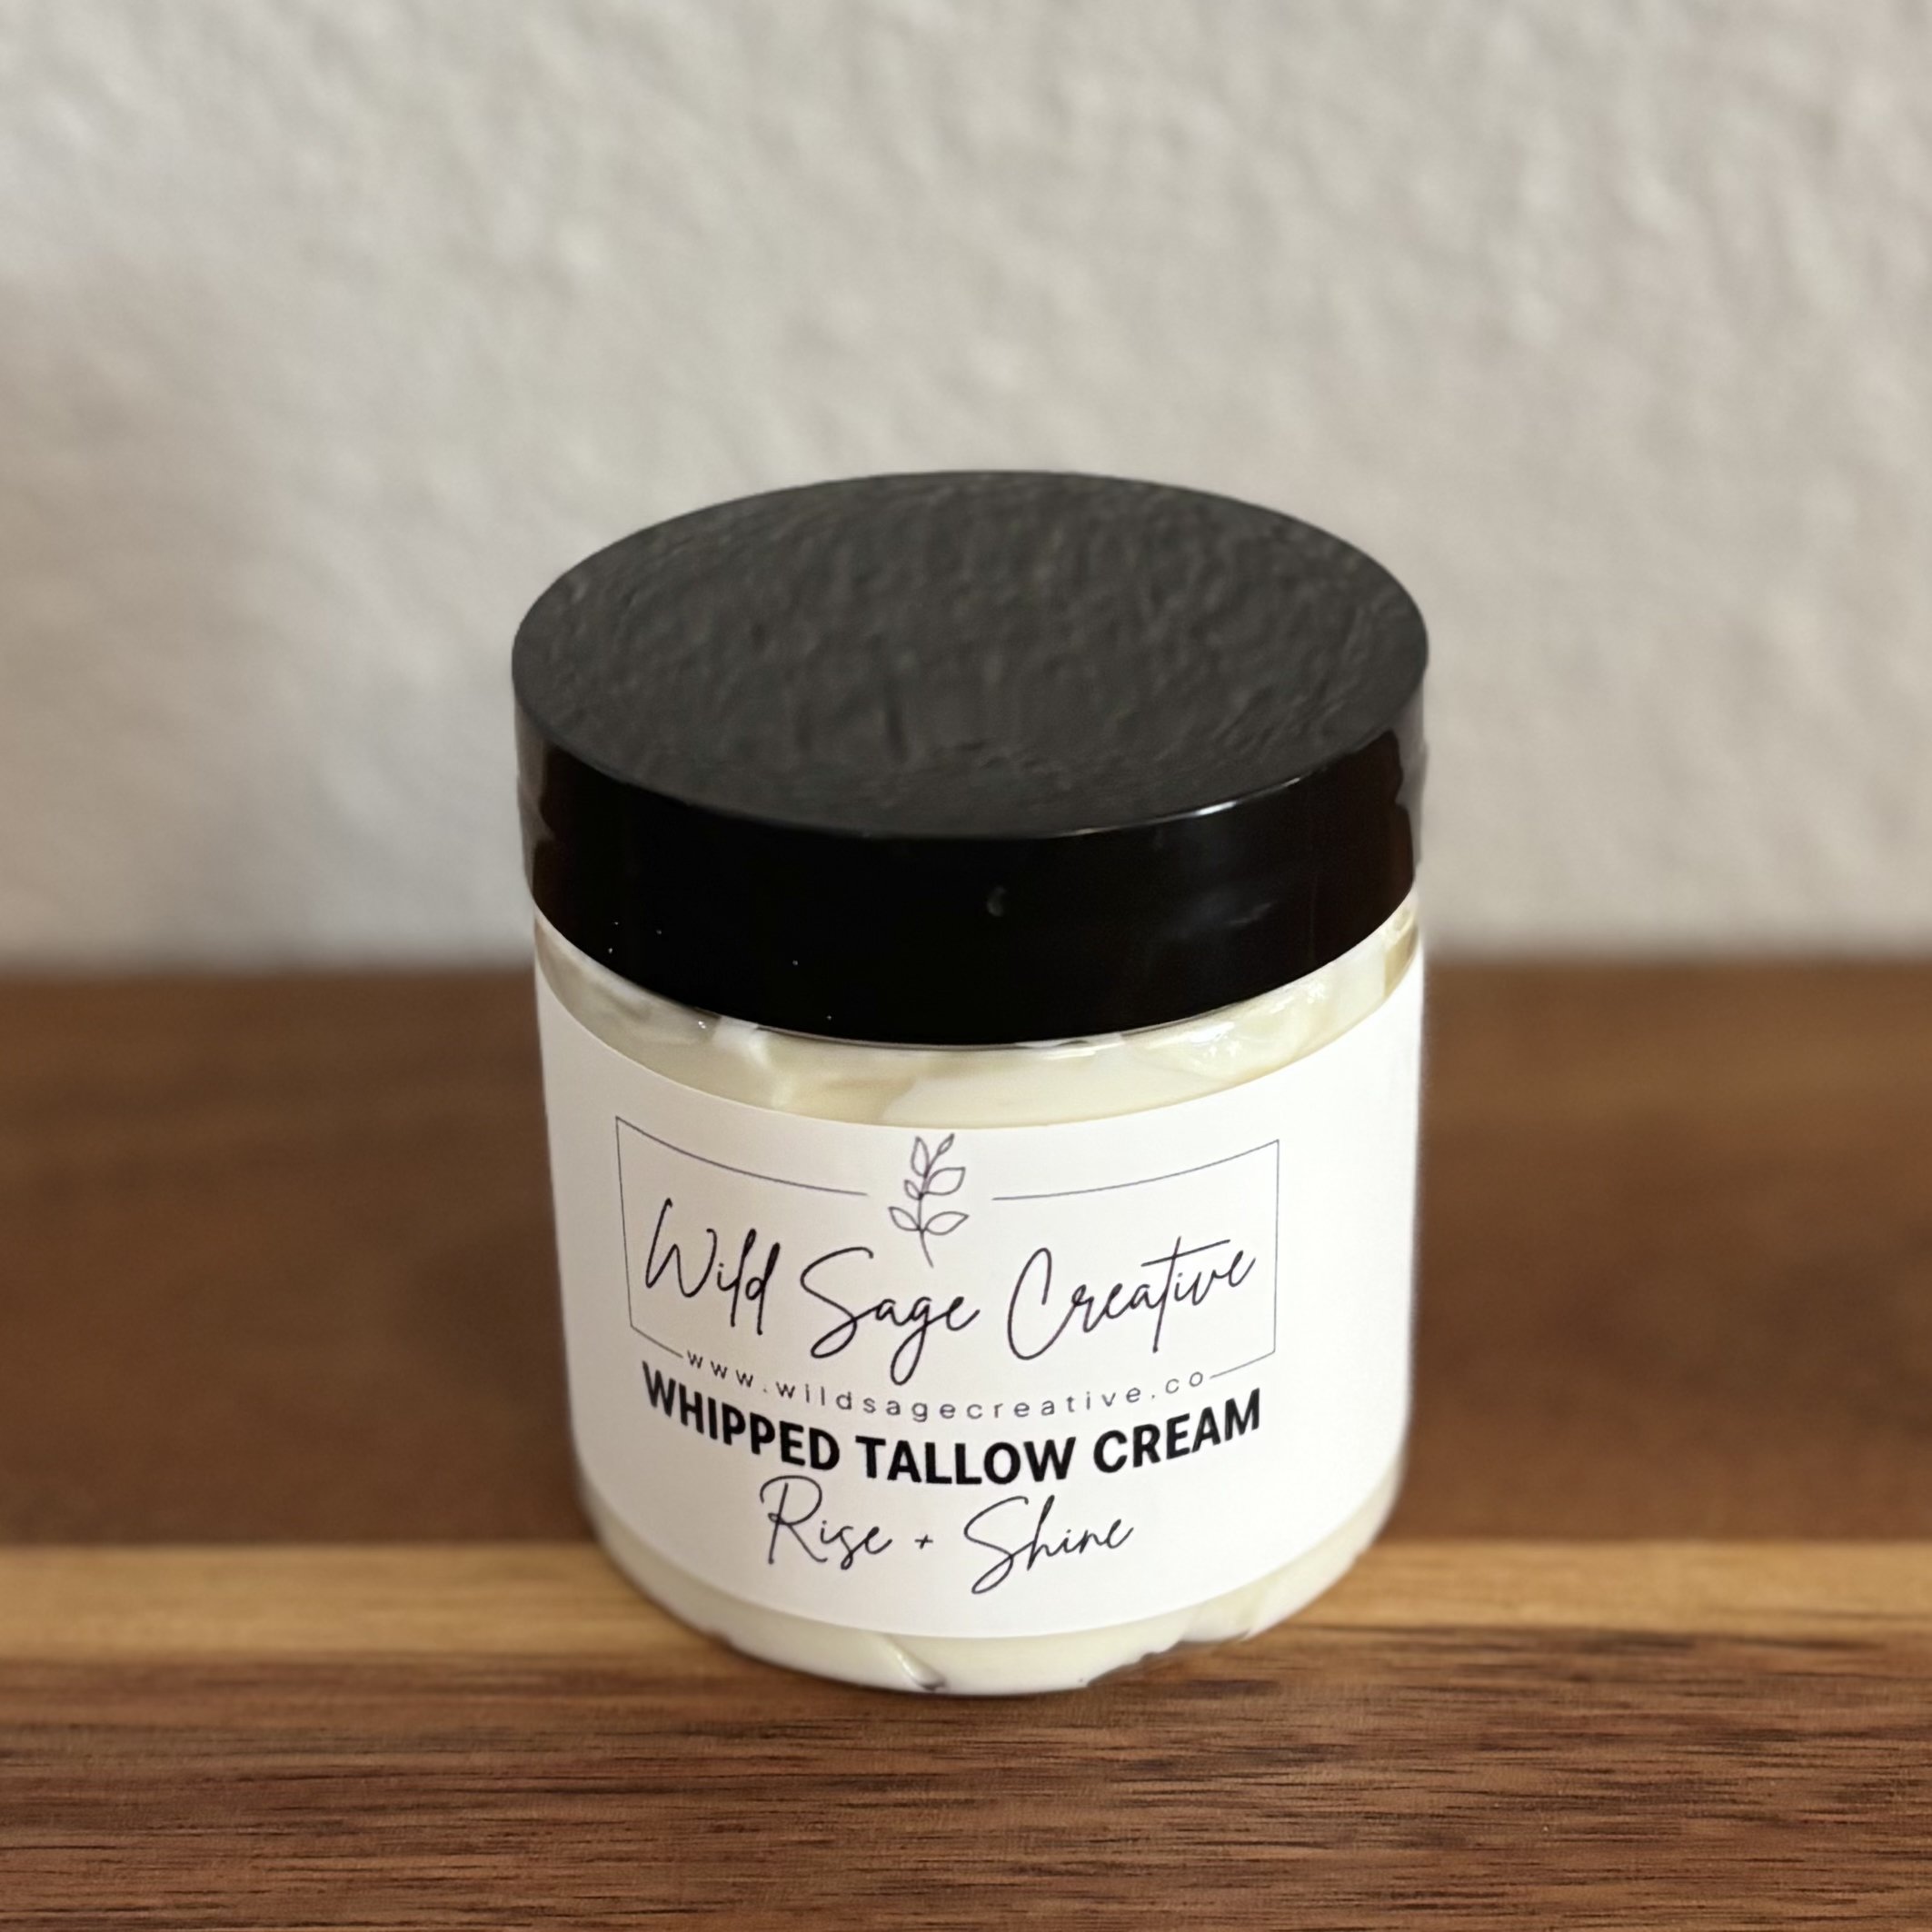 Wild Sage Creative
www.wildsagecreative.co
WHIPPED TALLOW CREAM
Rise + Shine